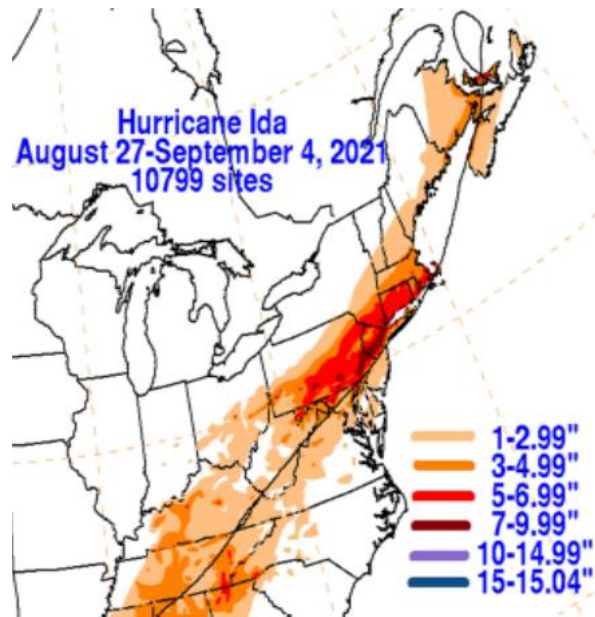 Hurricane Ida
August 27-September 4, 2021
10799 sites
1-2.99"
3-4.99"
5-6.99"
7-9.99"
10-14.99"
15-15.04"